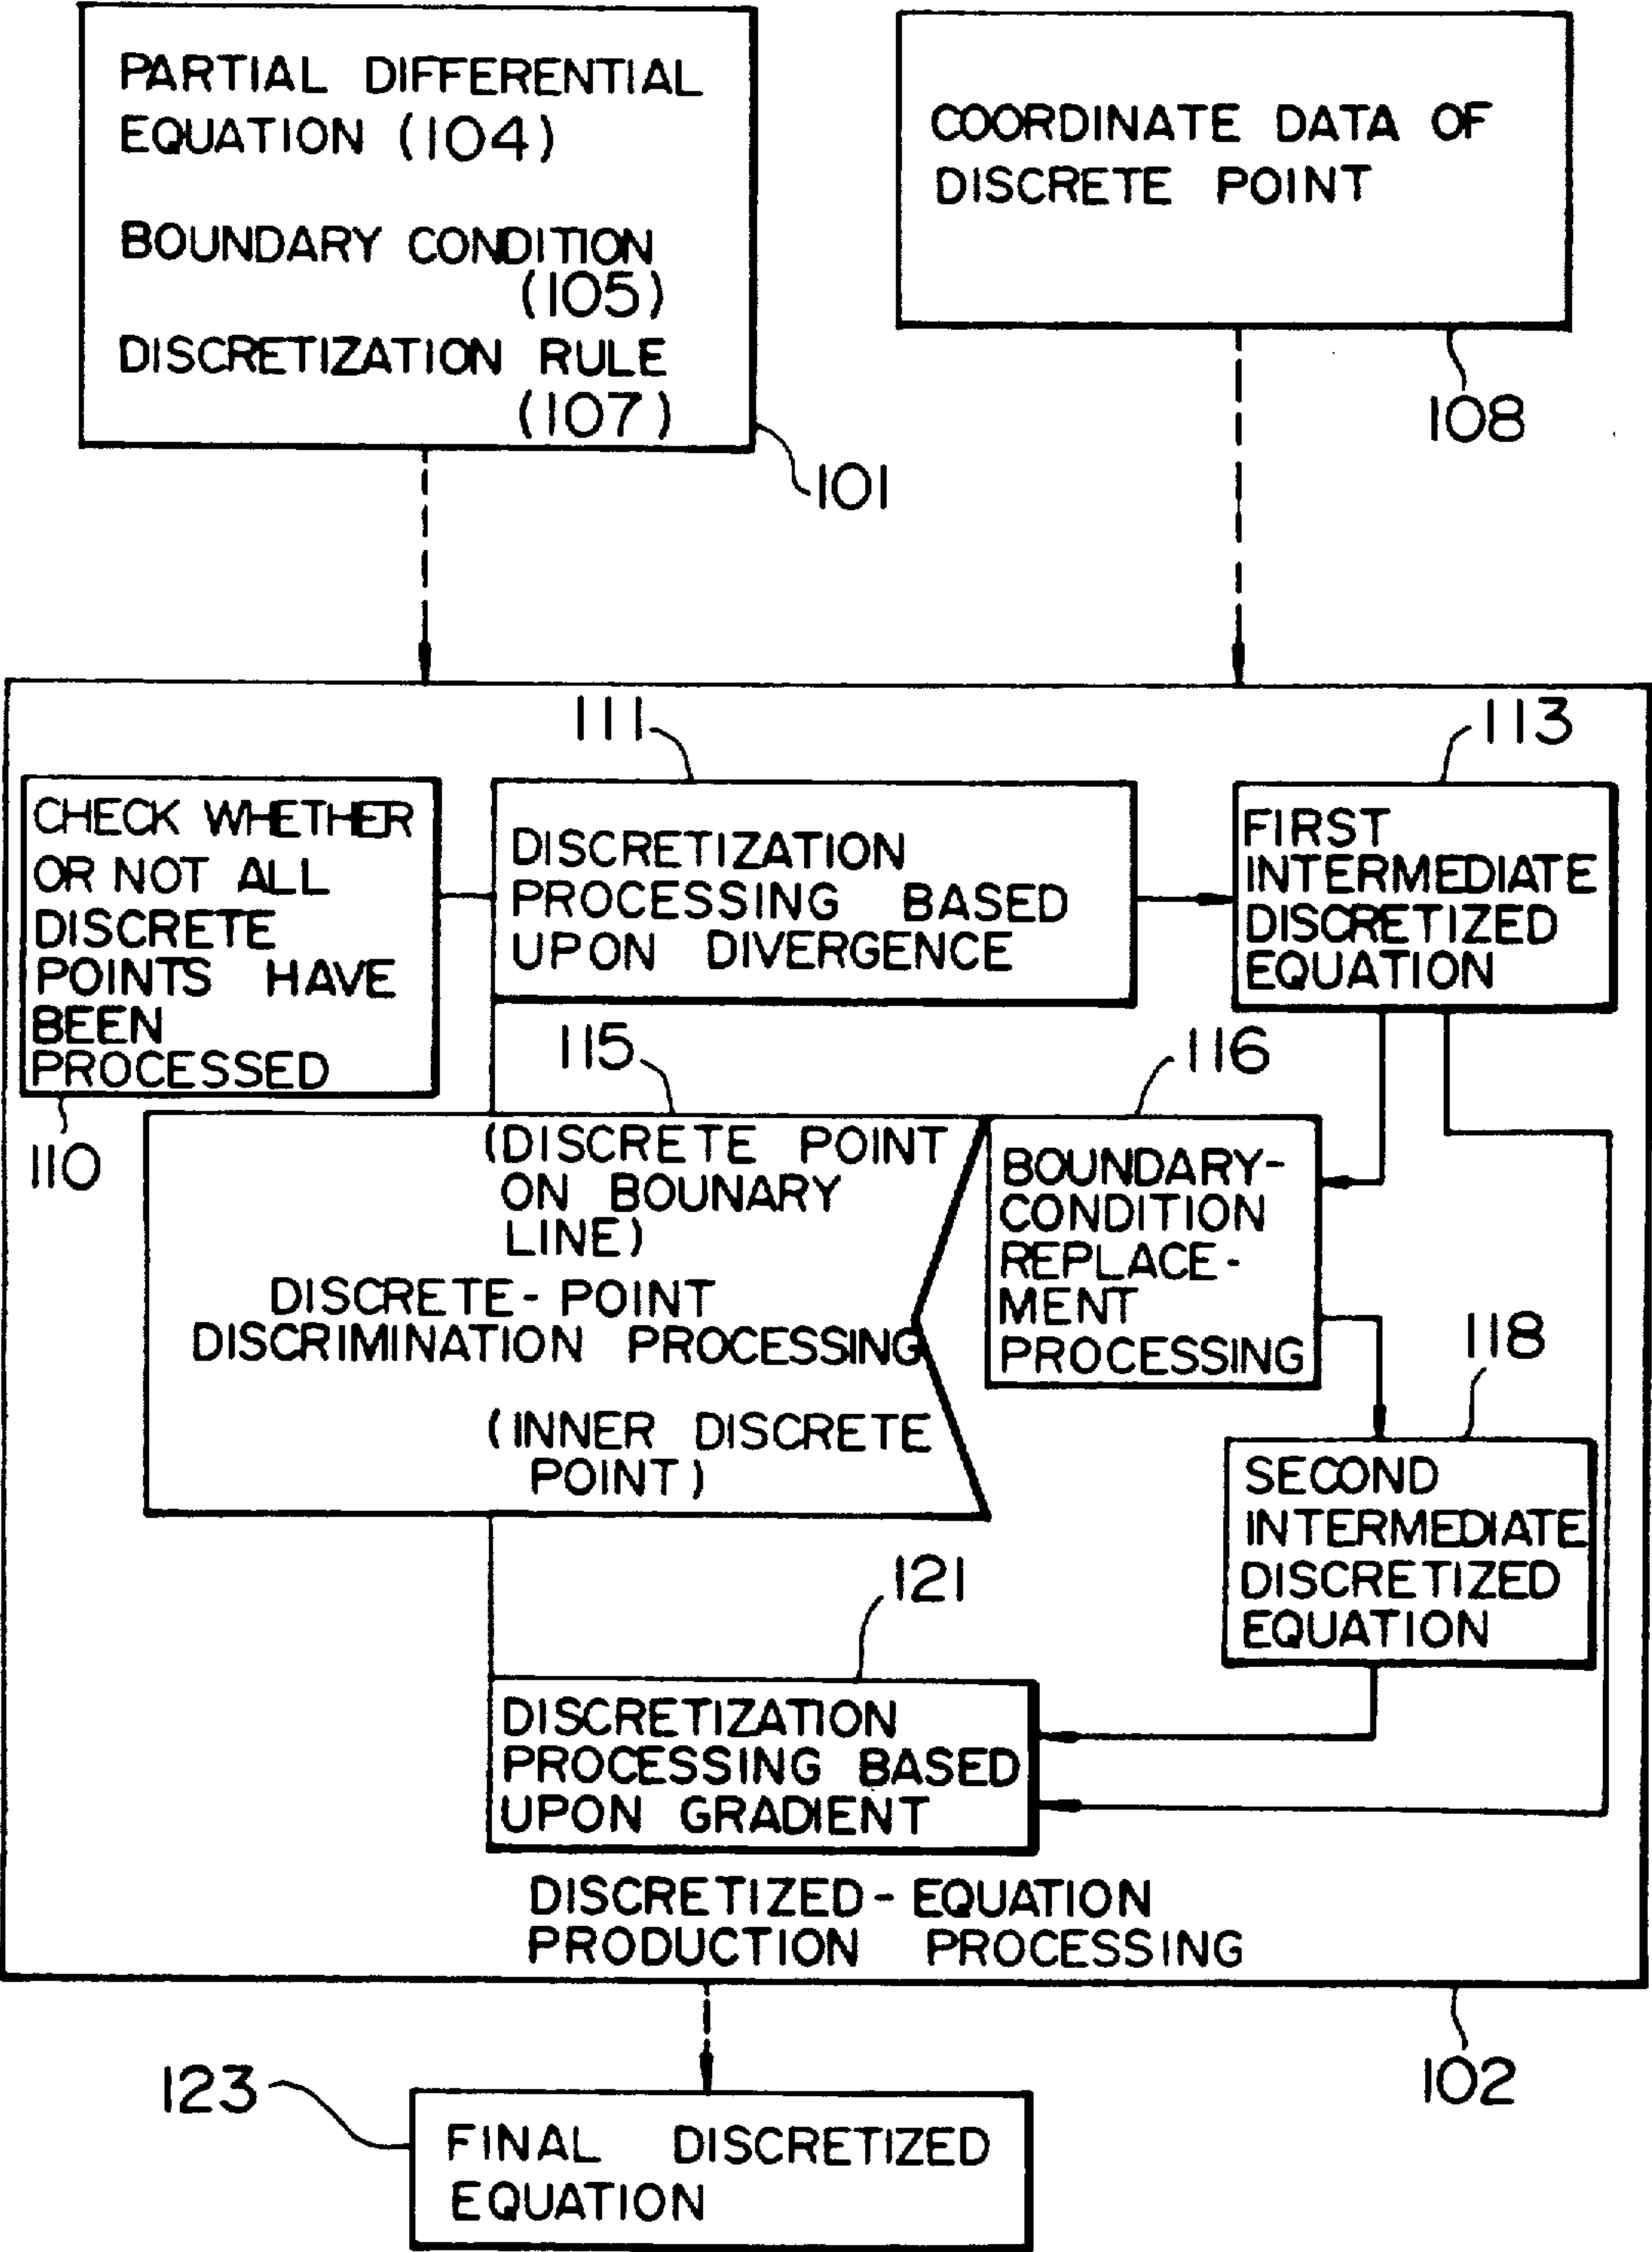 PARTIAL DIFFERENTIAL
EQUATION (104)
BOUNDARY CONDITION
(105)
DISCRETIZATION RULE
(107)
101
COORDINATE DATA OF
DISCRETE POINT
108
111
113
CHECK WHETHER
OR NOT ALL
DISCRETE
POINTS HAVE
BEEN
PROCESSED
110
DISCRETIZATION
PROCESSING BASED
UPON DIVERGENCE
FIRST
INTERMEDIATE
DISCRETIZED
EQUATION
115
116
(DISCRETE POINT
ON BOUNARY
LINE)
DISCRETE-POINT
DISCRIMINATION PROCESSING
(INNER DISCRETE
POINT)
BOUNDARY-
CONDITION
REPLACE-
MENT
PROCESSING
118
SECOND
INTERMEDIATE
DISCRETIZED
EQUATION
121
DISCRETIZATION
PROCESSING BASED
UPON GRADIENT
DISCRETIZED-EQUATION
PRODUCTION PROCESSING
102
123
FINAL DISCRETIZED
EQUATION